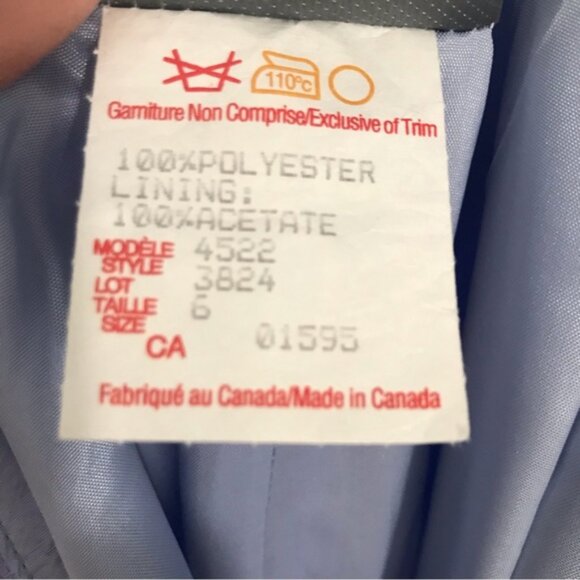 110°C
Garniture Non Comprise/Exclusive of Trim
100%POLYESTER
LINING:
100%ACETATE
MODÈLE
STYLE 4522
LOT 3824
TAILLE
SIZE 6
CA 01595
Fabriqué au Canada/Made in Canada